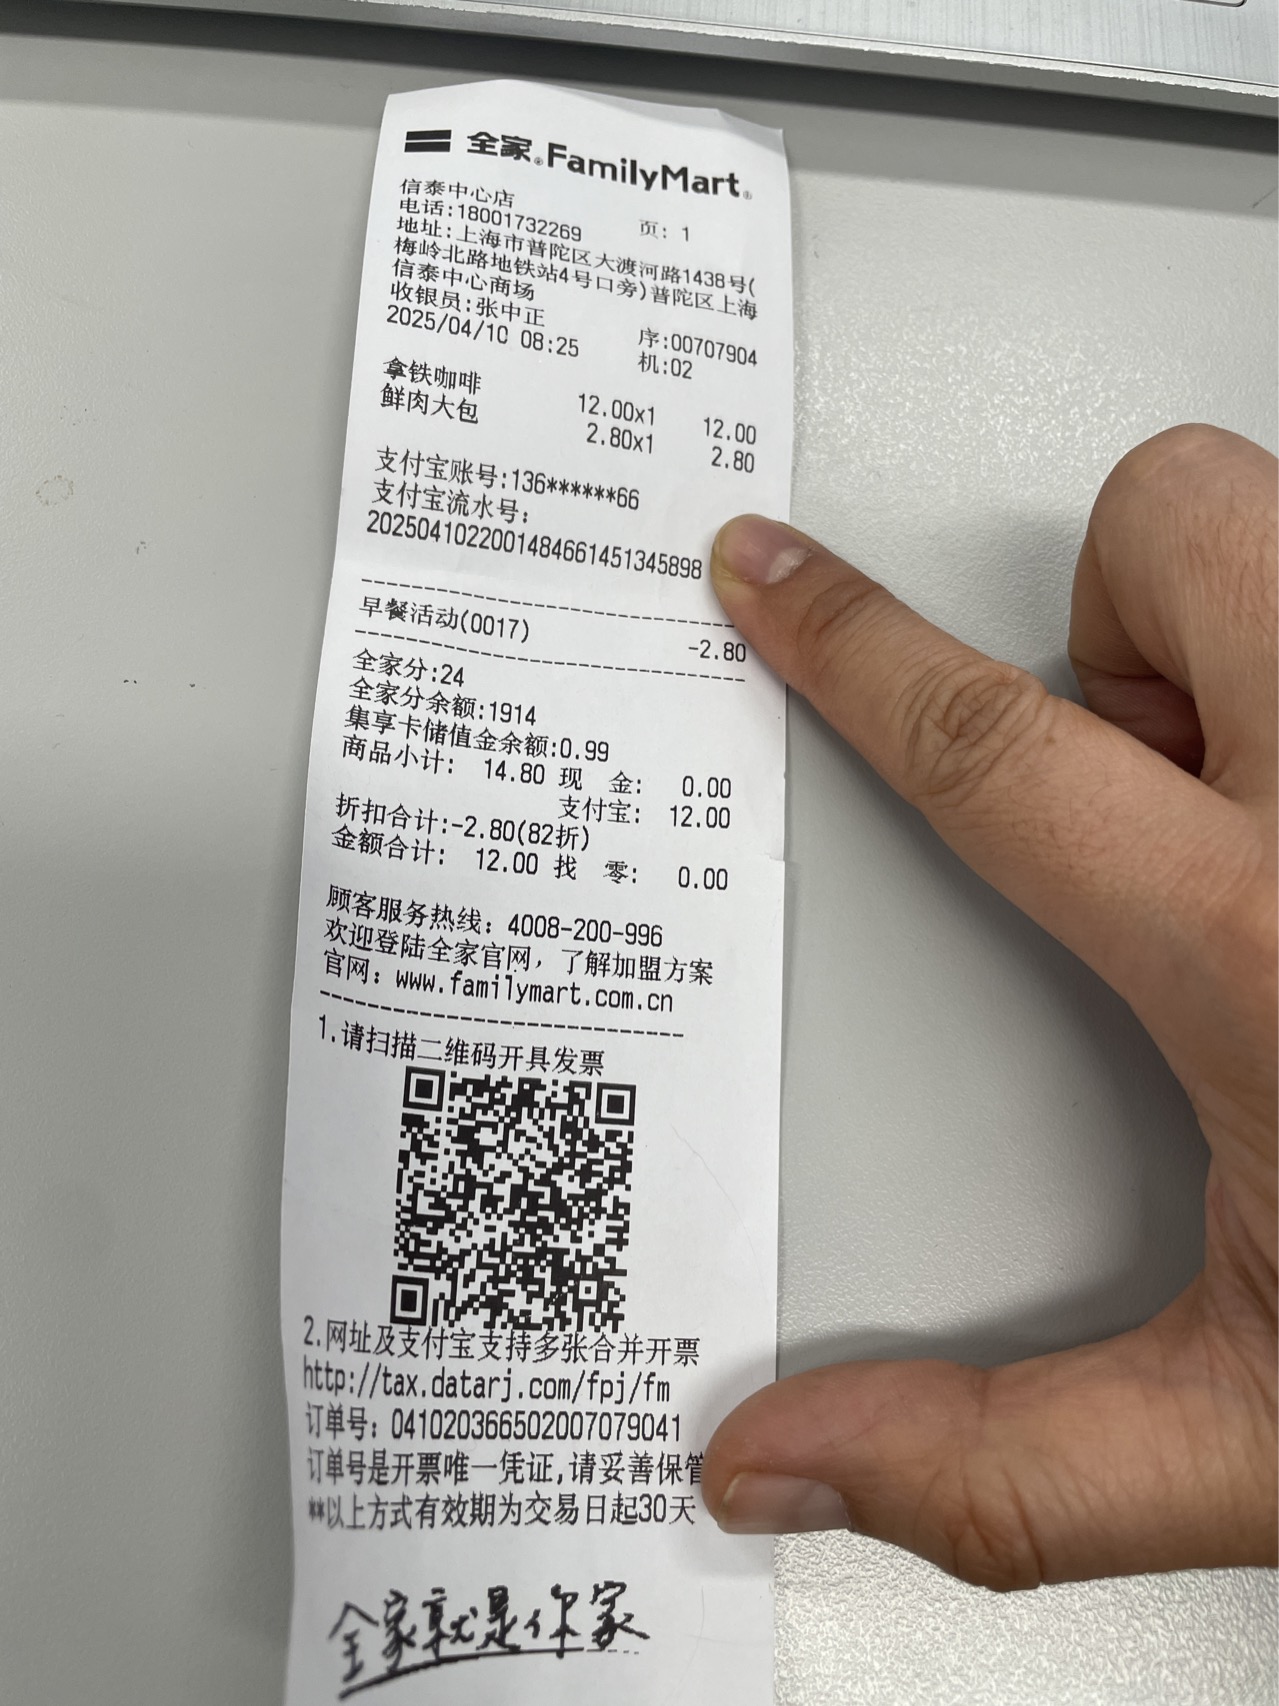 全家®FamilyMart®
信泰中心店
电话:18001732269 页: 1
地址:上海市普陀区大渡河路1438号(
梅岭北路地铁站4号口旁)普陀区上海
信泰中心商场
收银员:张中正 序:00707904
2025/04/10 08:25 机:02
拿铁咖啡 12.00x1 12.00
鲜肉大包 2.80x1 2.80
支付宝账号:136******66
支付宝流水号:
2025041022001484661451345898
早餐活动(0017) -2.80
全家分:24
全家分余额:1914
集享卡储值金余额:0.99
商品小计: 14.80 现 金: 0.00
支付宝: 12.00
折扣合计:-2.80(82折)
金额合计: 12.00 找 零: 0.00
顾客服务热线: 4008-200-996
欢迎登陆全家官网,了解加盟方案
官网: www.familymart.com.cn
1.请扫描二维码开具发票
2.网址及支付宝支持多张合并开票
http://tax.datarj.com/fpj/fm
订单号: 041020366502007079041
订单号是开票唯一凭证,请妥善保管
**以上方式有效期为交易日起30天
全家就是你家